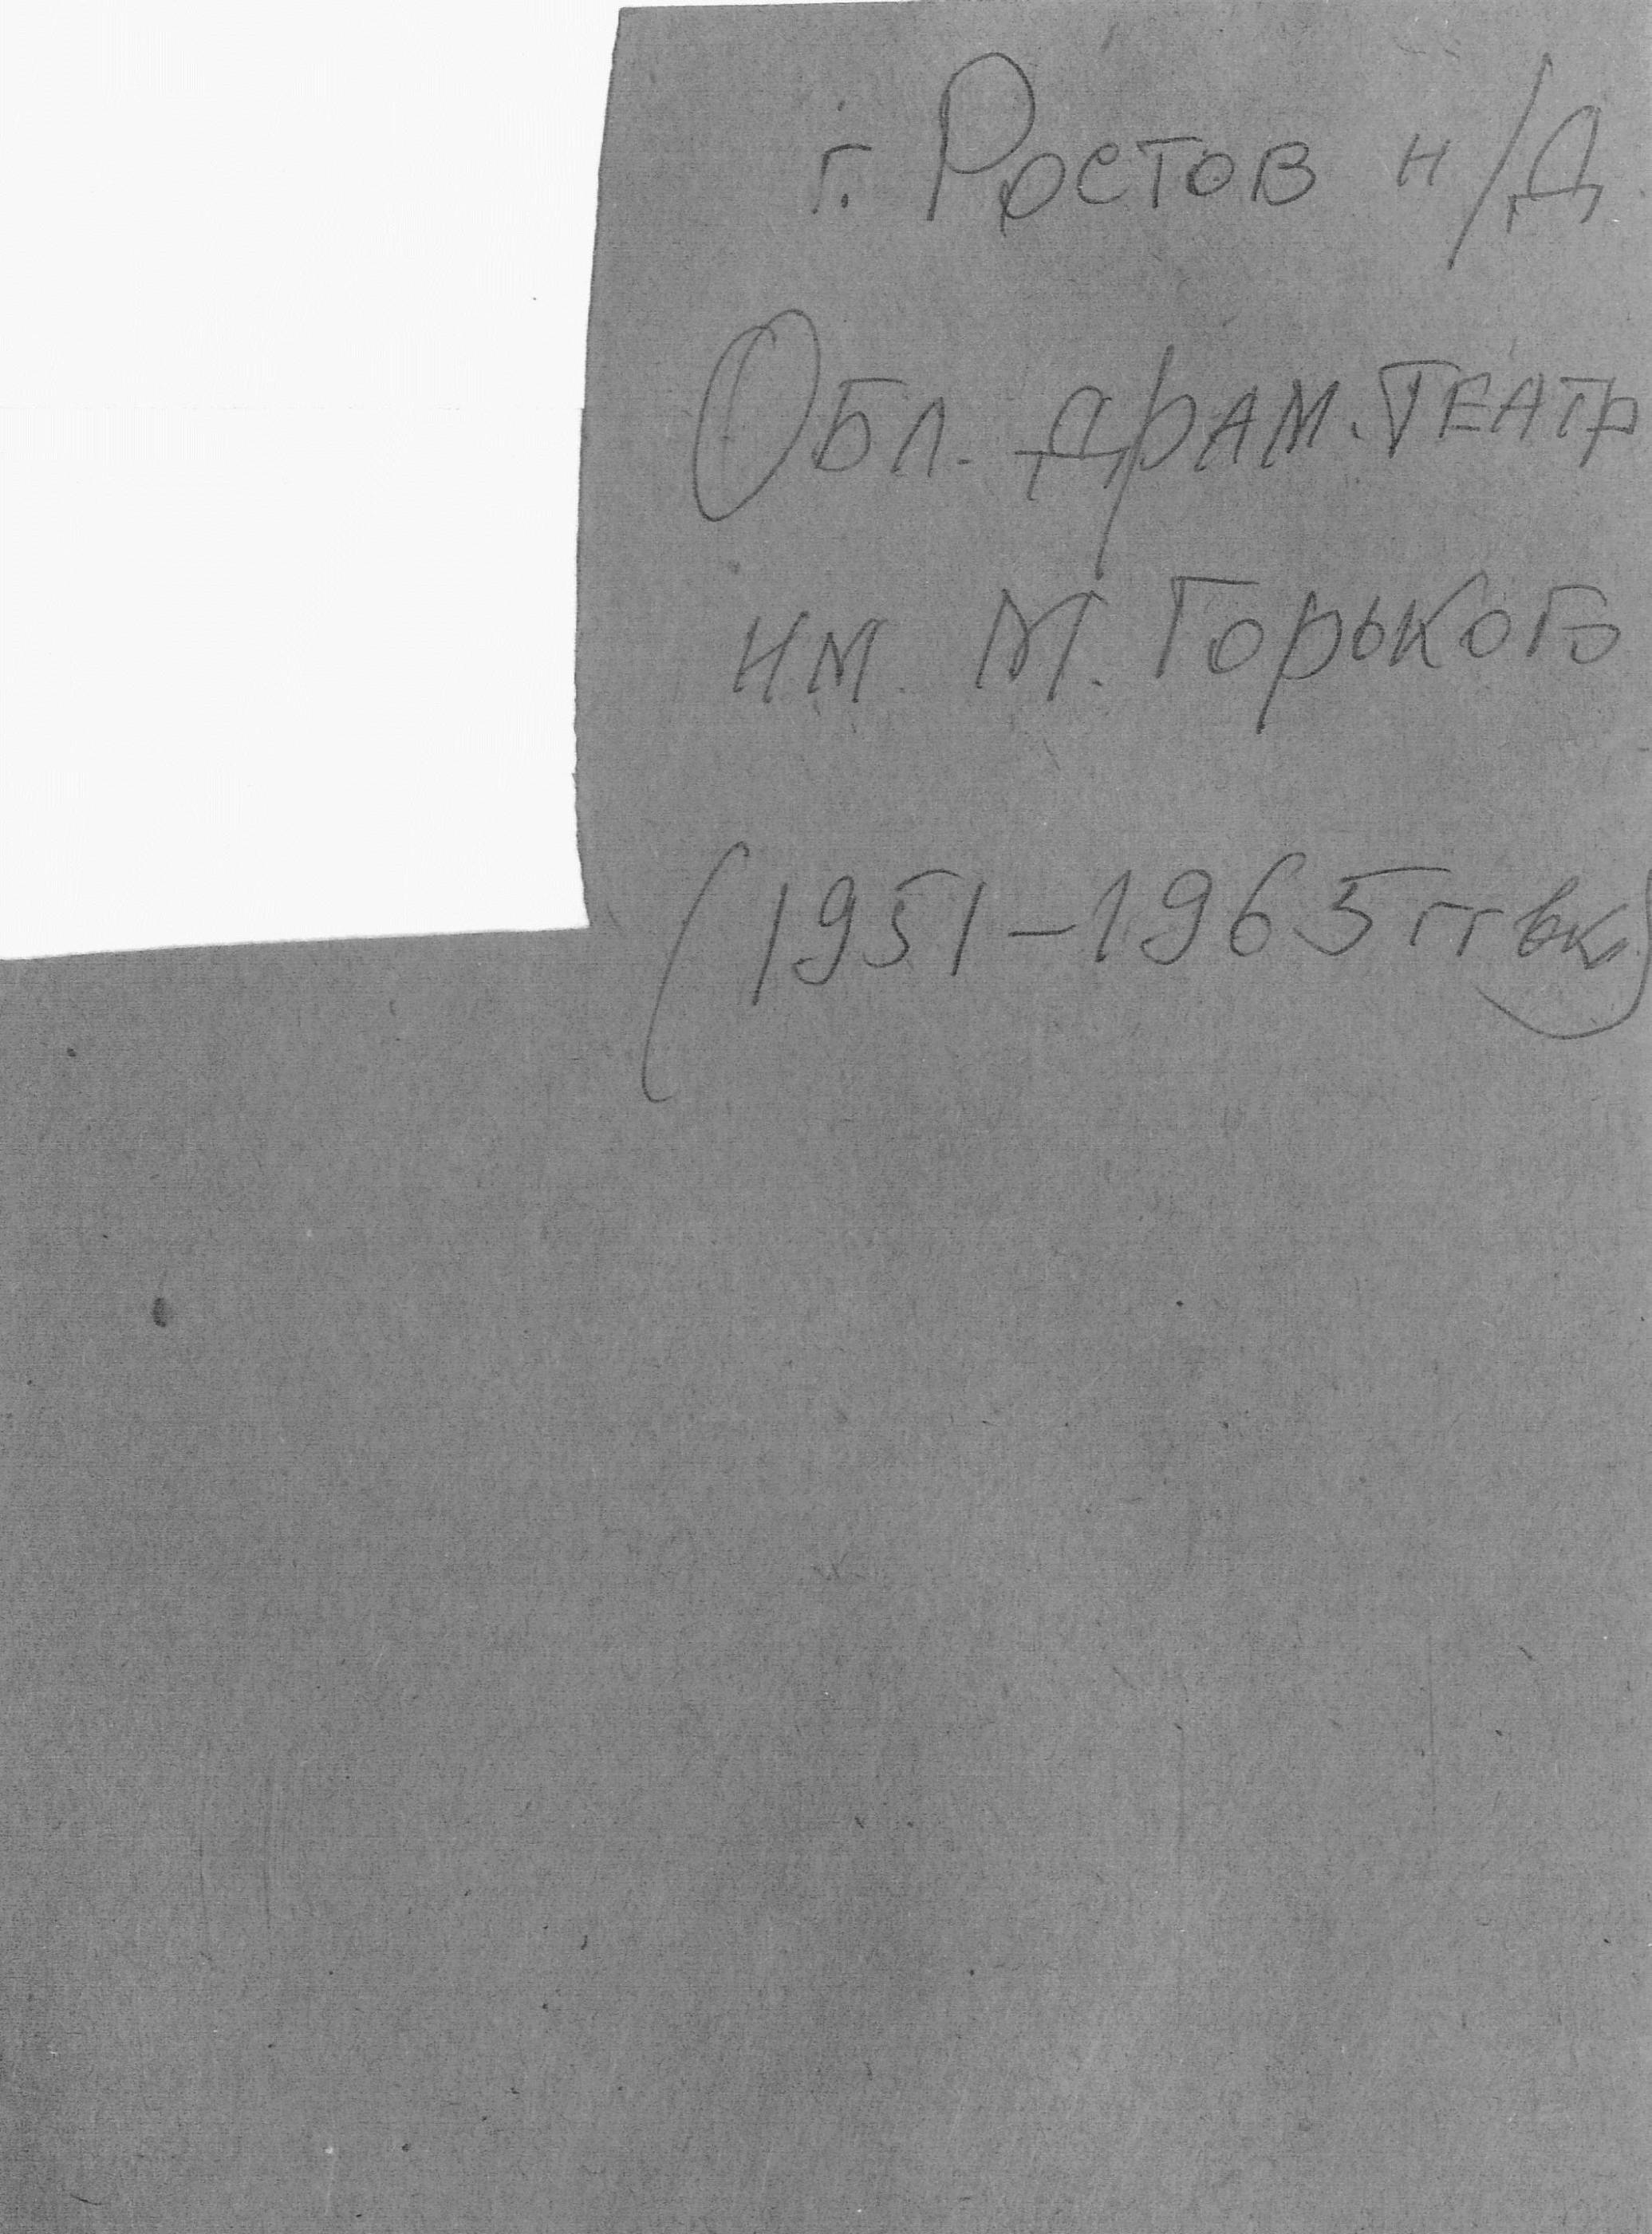 г. Ростов н/Д.
Обл. драм. театр
им. М. Горького
(1951–1965 гг вкл.)